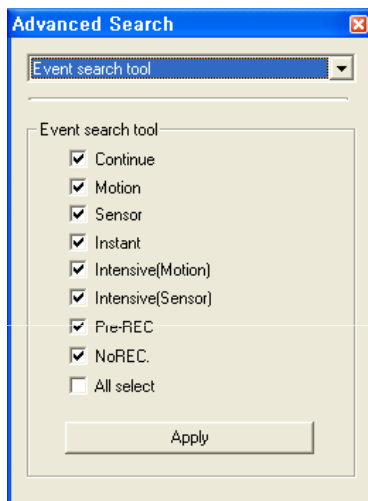 Advanced Search
Event search tool
Event search tool
Continue
Motion
Sensor
Instant
Intensive(Motion)
Intensive(Sensor)
Pre-REC
NoREC.
All select
Apply